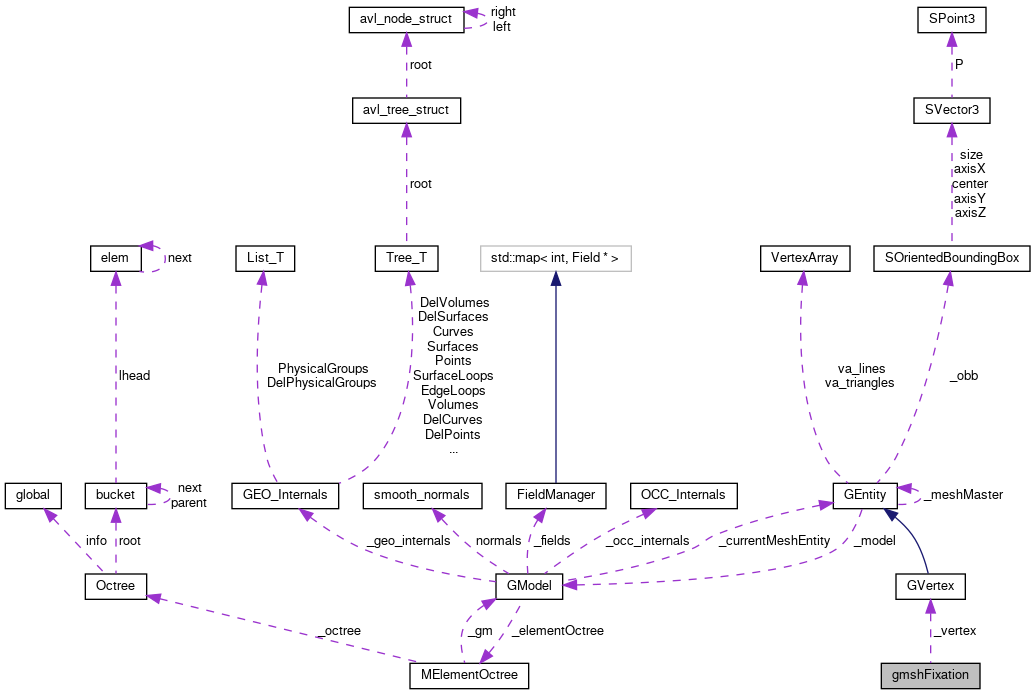 avl_node_struct
right
left
SPoint3
root
P
avl_tree_struct
SVector3
root
size
axisX
center
axisY
axisZ
elem
next
List_T
Tree_T
std::map< int, Field * >
VertexArray
SOrientedBoundingBox
lhead
PhysicalGroups
DelPhysicalGroups
DelVolumes
DelSurfaces
Curves
Surfaces
Points
SurfaceLoops
EdgeLoops
Volumes
DelCurves
DelPoints
...
va_lines
va_triangles
_obb
global
bucket
next
parent
GEO_Internals
smooth_normals
FieldManager
OCC_Internals
GEntity
_meshMaster
info
root
_geo_internals
normals
_fields
_occ_internals
_currentMeshEntity
_model
Octree
GModel
GVertex
_octree
_gm
_elementOctree
_vertex
MElementOctree
gmshFixation